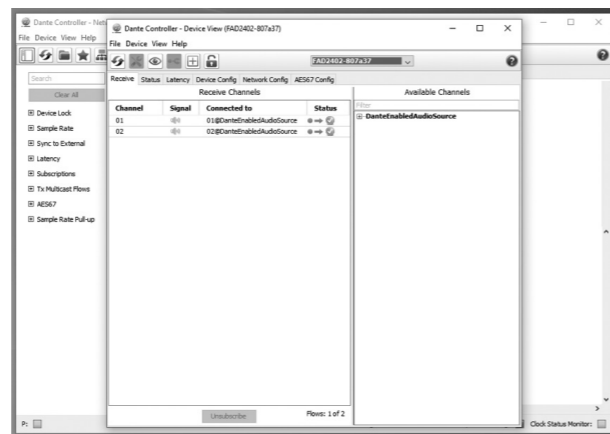 Dante Controller - Net
File Device View Help
Search
Clear All
Device Lock
Sample Rate
Sync to External
Latency
Subscriptions
Tx Multicast Flows
AES67
Sample Rate Pull-up
P:
Dante Controller - Device View (FAD2402-807a37)
File Device View Help
FAD2402-807a37
Receive Status Latency Device Config Network Config AES67 Config
Receive Channels
Available Channels
Channel Signal Connected to Status
Filter
01 01@DanteEnabledAudioSource
DanteEnabledAudioSource
02 02@DanteEnabledAudioSource
Unsubscribe
Flows: 1 of 2
Clock Status Monitor: